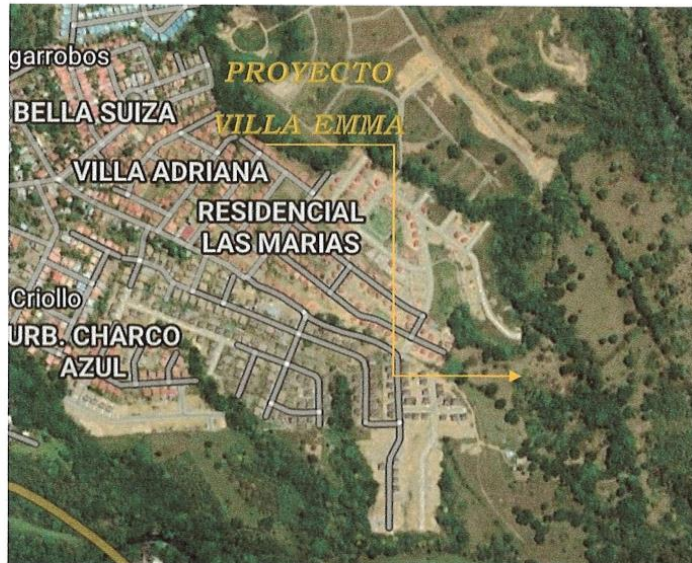 garrobos
PROYECTO
BELLA SUIZA
VILLA EMMA
VILLA ADRIANA
RESIDENCIAL
LAS MARIAS
Criollo
URB. CHARCO
AZUL